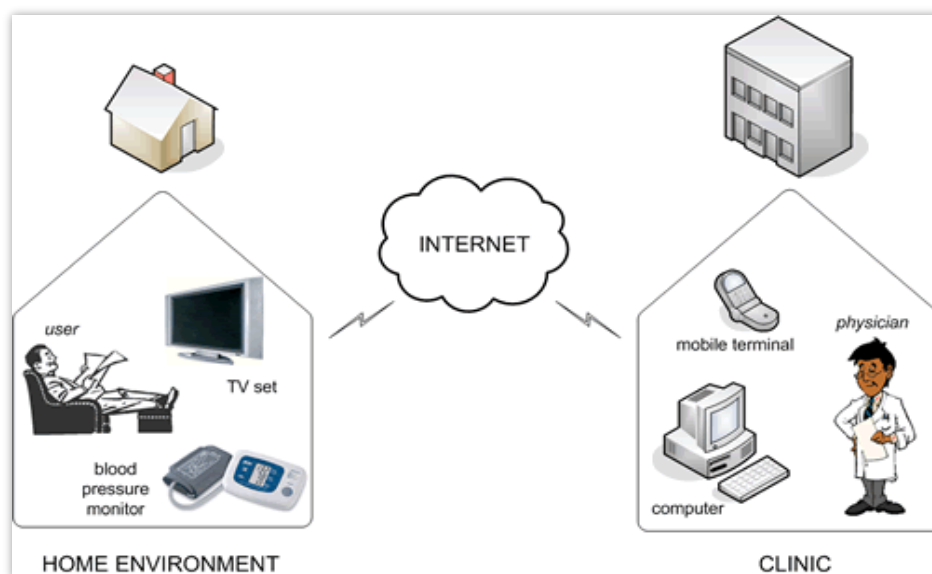 INTERNET
user
TV set
blood
pressure
monitor
HOME ENVIRONMENT
mobile terminal
physician
computer
CLINIC